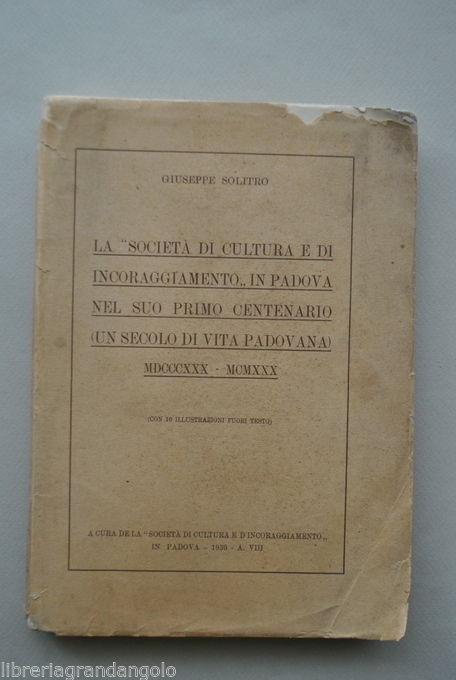 GIUSEPPE SOLITRO
LA "SOCIETÀ DI CULTURA E DI
INCORAGGIAMENTO„ IN PADOVA
NEL SUO PRIMO CENTENARIO
(UN SECOLO DI VITA PADOVANA)
MDCCCXXX - MCMXXX
(CON 10 ILLUSTRAZIONI FUORI TESTO)
A CURA DE LA "SOCIETÀ DI CULTURA E D'INCORAGGIAMENTO„
IN PADOVA - 1930 - A. VIII
libreriagrandangolo